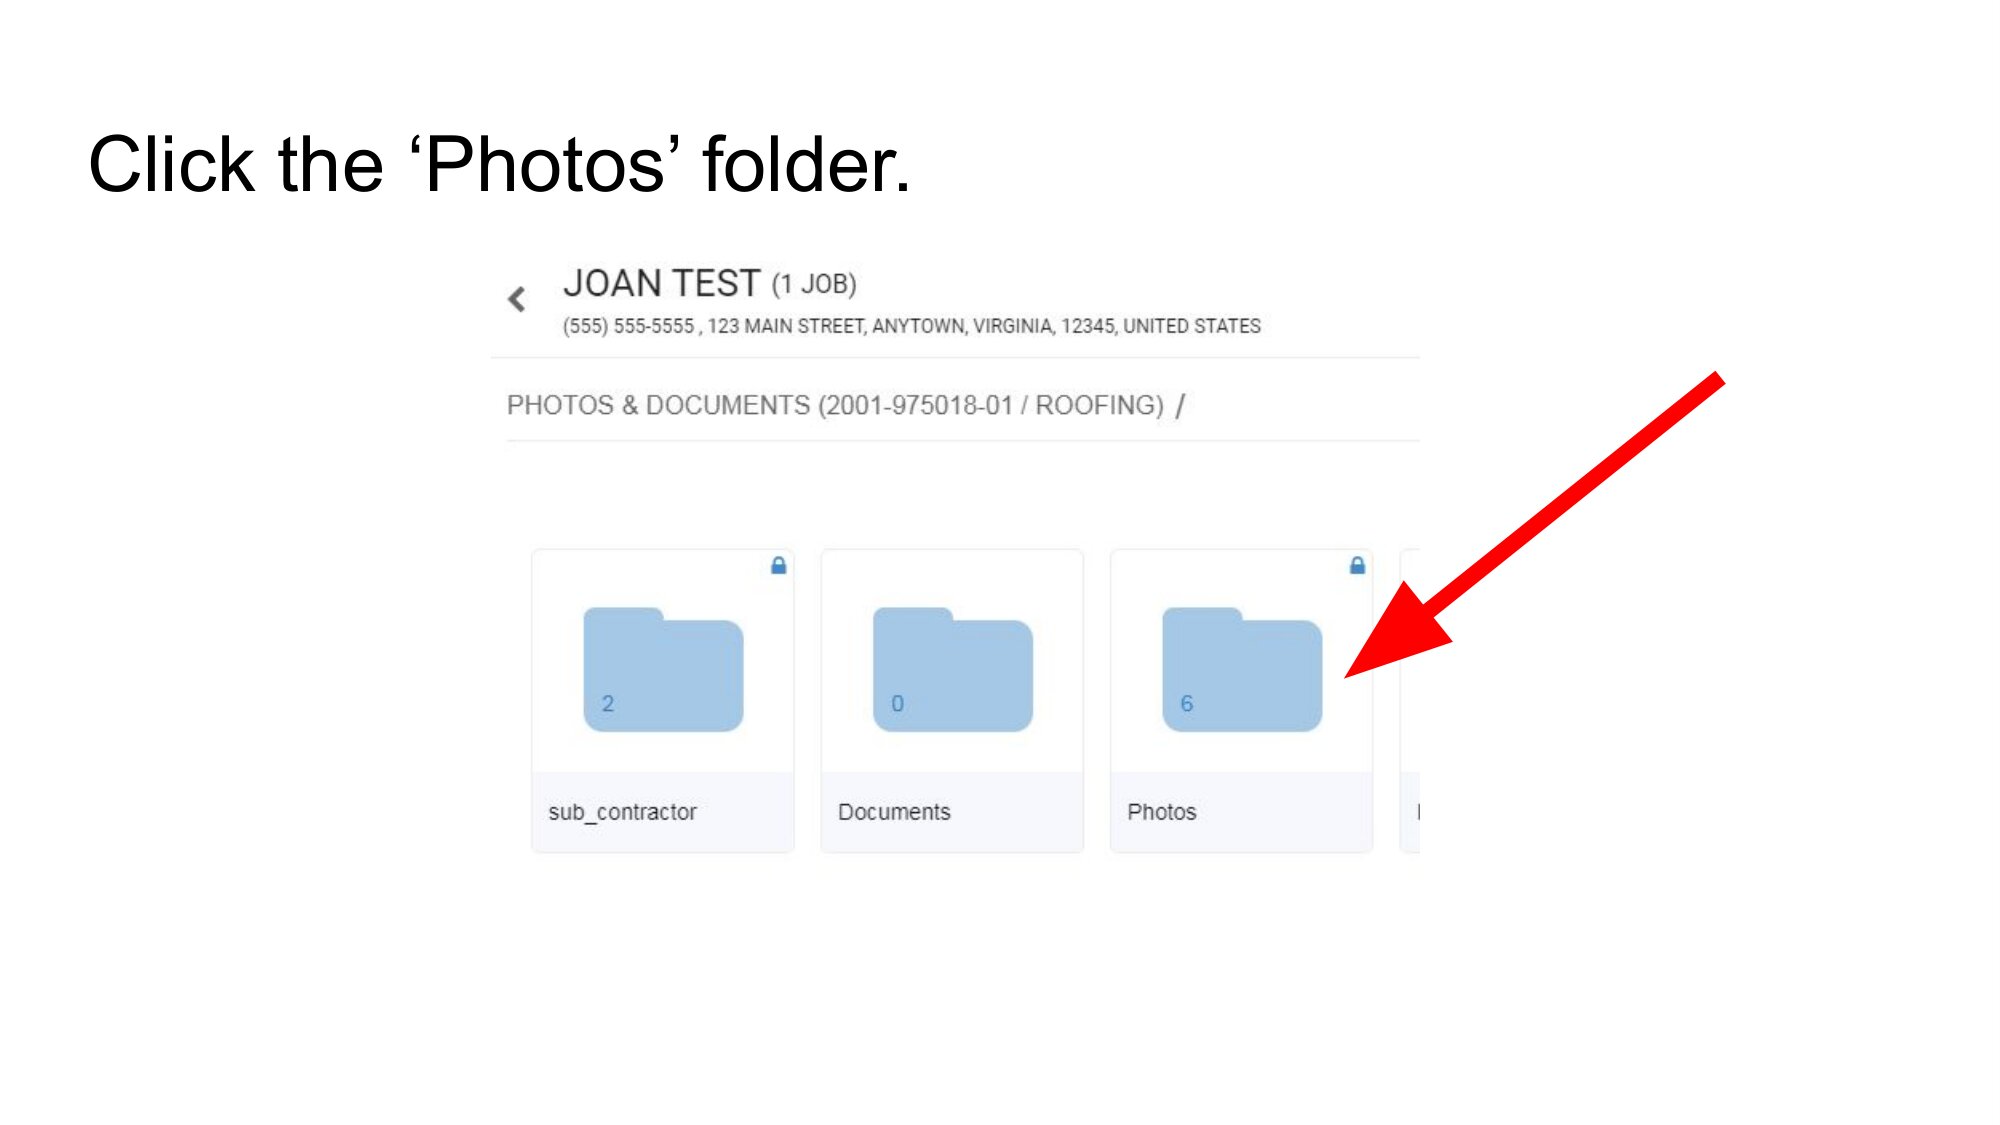 Click the ‘Photos’ folder.
JOAN TEST (1 JOB)
(555) 555-5555 , 123 MAIN STREET, ANYTOWN, VIRGINIA, 12345, UNITED STATES
PHOTOS & DOCUMENTS (2001-975018-01 / ROOFING) /
2
0
6
sub_contractor
Documents
Photos